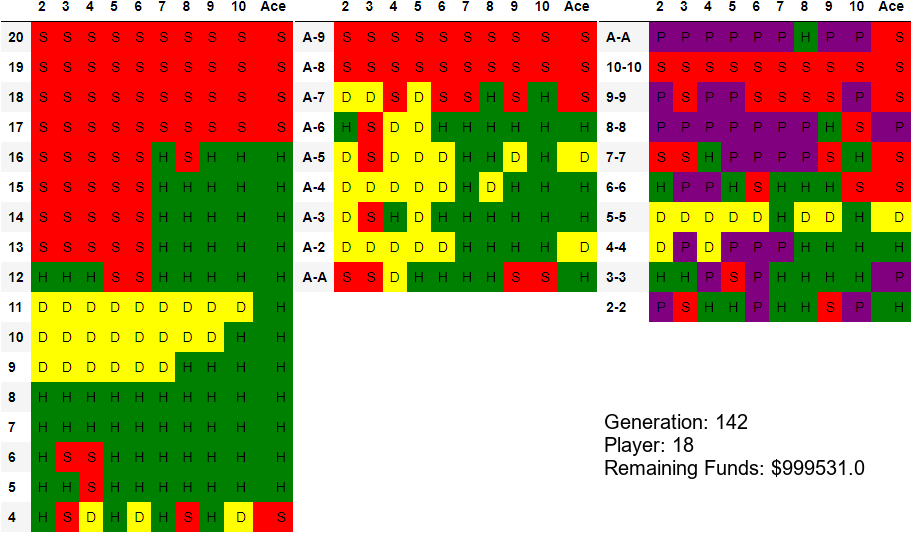 2 3 4 5 6 7 8 9 10 Ace 2 3 4 5 6 7 8 9 10 Ace 2 3 4 5 6 7 8 9 10 Ace
20 S S S S S S S S S S A-9 S S S S S S S S S S A-A P P P P P P H P P S
19 S S S S S S S S S S A-8 S S S S S S S S S S 10-10 S S S S S S S S S S
18 S S S S S S S S S S A-7 D D S D S S H S H S 9-9 P S P P S S S S P S
17 S S S S S S S S S S A-6 H S D D H H H H H H 8-8 P P P P P P P H S P
16 S S S S S H S H H H A-5 D S D D D H H D H D 7-7 S S H P P P P S H S
15 S S S S S H H H H H A-4 D D D D D H D H H H 6-6 H P P H S H H H S S
14 S S S S S H H H H H A-3 D S H D H H H H H H 5-5 D D D D D H D D H D
13 S S S S S H H H H H A-2 D D D D D H H H H D 4-4 D P D P P P H H H H
12 H H H S S H H H H H A-A S S D H H H H S S H 3-3 H H P S P H H H H P
11 D D D D D D D D D H 2-2 P S H H P H H S P H
10 D D D D D D D D H H
9 D D D D D D H H H H
8 H H H H H H H H H H
7 H H H H H H H H H H
6 H S S H H H H H H H
5 H H S H H H H H H H
4 H S D H D H S H D S
Generation: 142
Player: 18
Remaining Funds: $999531.0